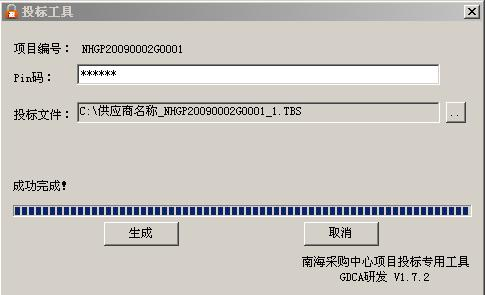 投标工具
项目编号： NHGP20090002G0001
Pin码： ******
投标文件： C:\供应商名称_NHGP20090002G0001_1.TBS ..
成功完成！
生成 取消
南海采购中心项目投标专用工具
GDCA研发 V1.7.2